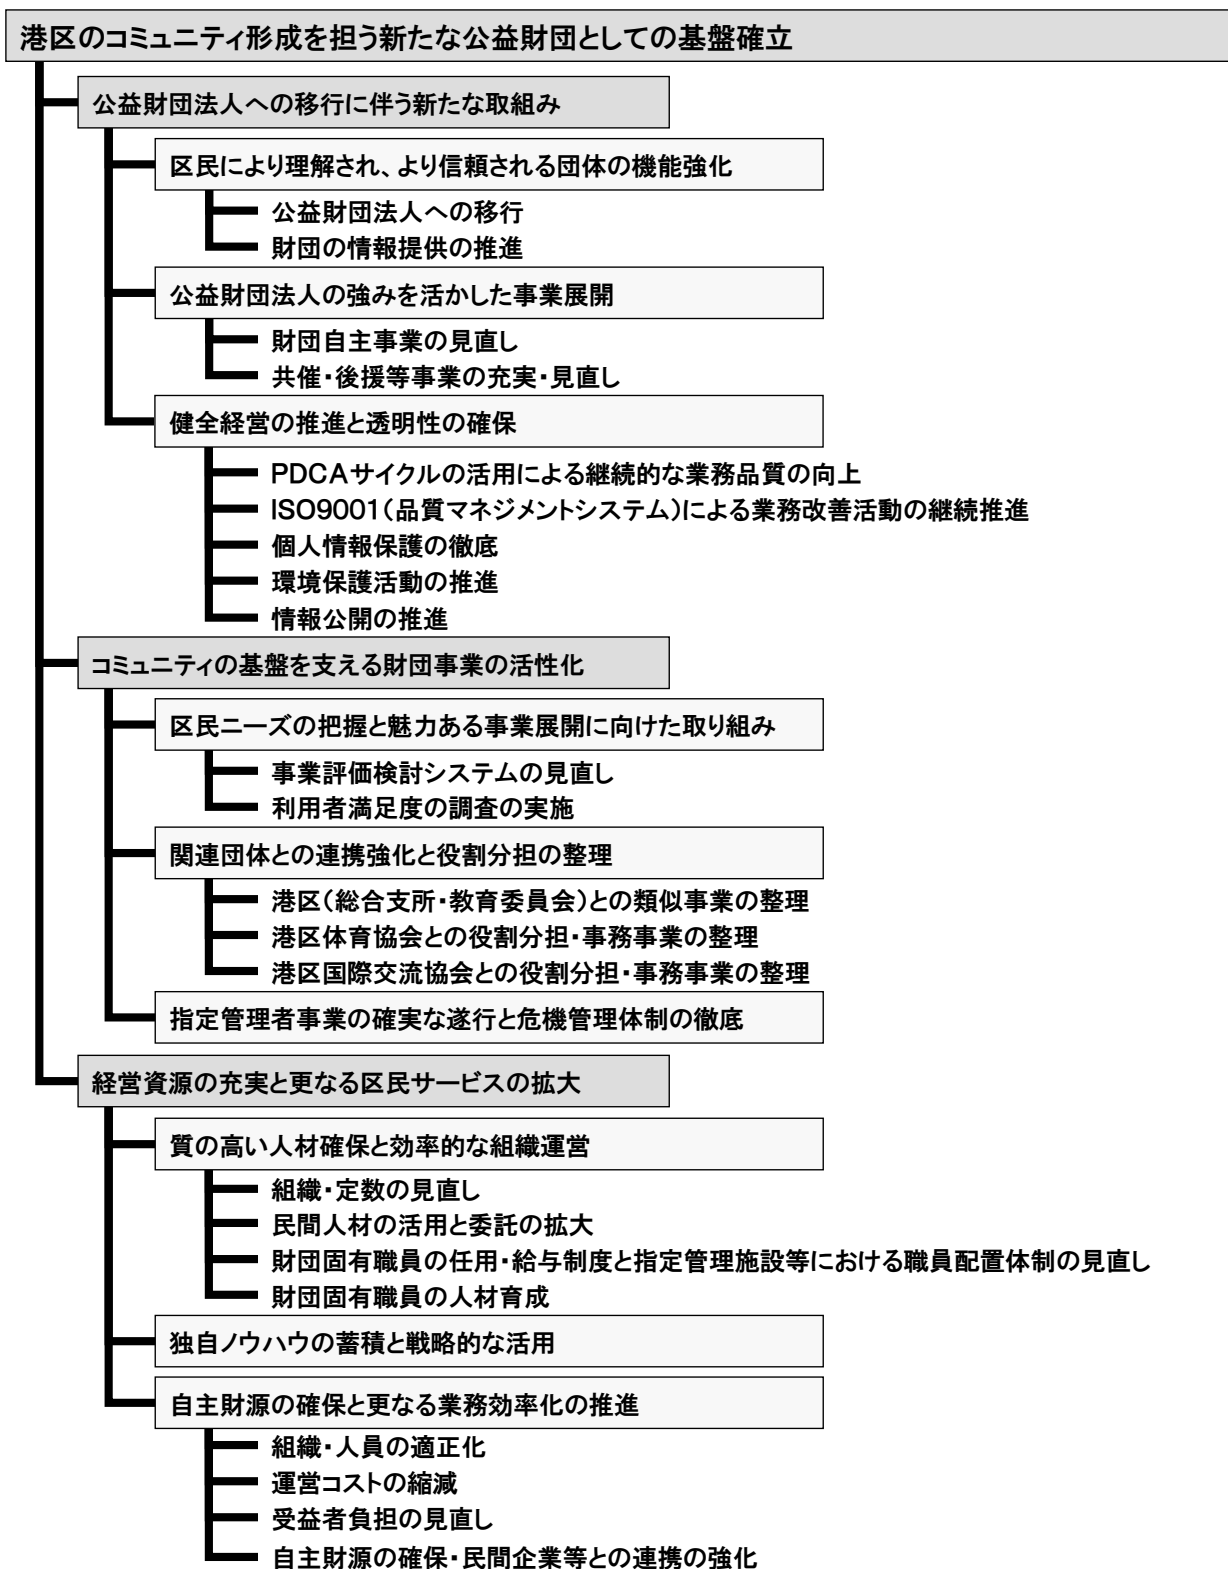 港区のコミュニティ形成を担う新たな公益財団としての基盤確立
公益財団法人への移行に伴う新たな取組み
区民により理解され、より信頼される団体の機能強化
公益財団法人への移行
財団の情報提供の推進
公益財団法人の強みを活かした事業展開
財団自主事業の見直し
共催・後援等事業の充実・見直し
健全経営の推進と透明性の確保
PDCAサイクルの活用による継続的な業務品質の向上
ISO9001(品質マネジメントシステム)による業務改善活動の継続推進
個人情報保護の徹底
環境保護活動の推進
情報公開の推進
コミュニティの基盤を支える財団事業の活性化
区民ニーズの把握と魅力ある事業展開に向けた取り組み
事業評価検討システムの見直し
利用者満足度の調査の実施
関連団体との連携強化と役割分担の整理
港区(総合支所・教育委員会)との類似事業の整理
港区体育協会との役割分担・事務事業の整理
港区国際交流協会との役割分担・事務事業の整理
指定管理者事業の確実な遂行と危機管理体制の徹底
経営資源の充実と更なる区民サービスの拡大
質の高い人材確保と効率的な組織運営
組織・定数の見直し
民間人材の活用と委託の拡大
財団固有職員の任用・給与制度と指定管理施設等における職員配置体制の見直し
財団固有職員の人材育成
独自ノウハウの蓄積と戦略的な活用
自主財源の確保と更なる業務効率化の推進
組織・人員の適正化
運営コストの縮減
受益者負担の見直し
自主財源の確保・民間企業等との連携の強化